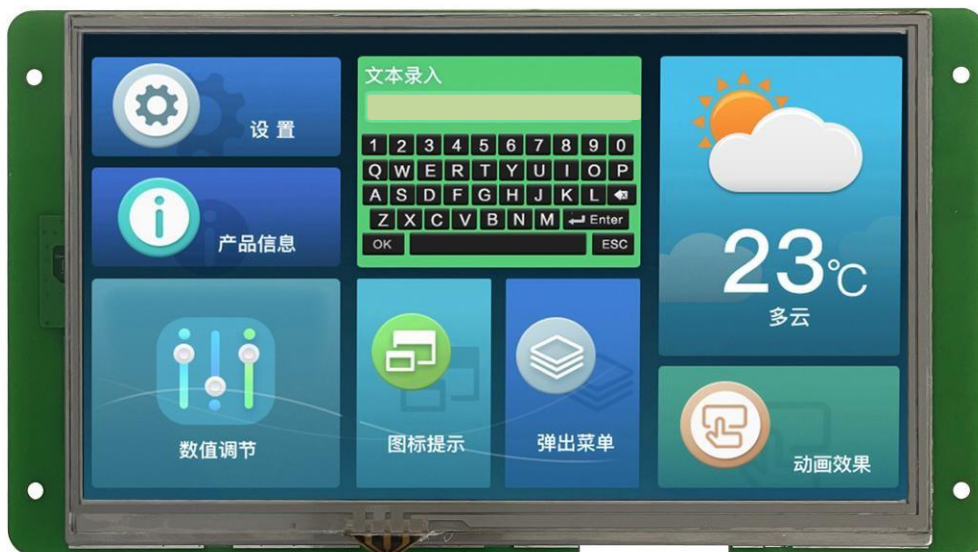 设置
产品信息
数值调节
文本录入
1 2 3 4 5 6 7 8 9 0
Q W E R T Y U I O P
A S D F G H J K L
Z X C V B N M Enter
OK ESC
图标提示
弹出菜单
23℃
多云
动画效果